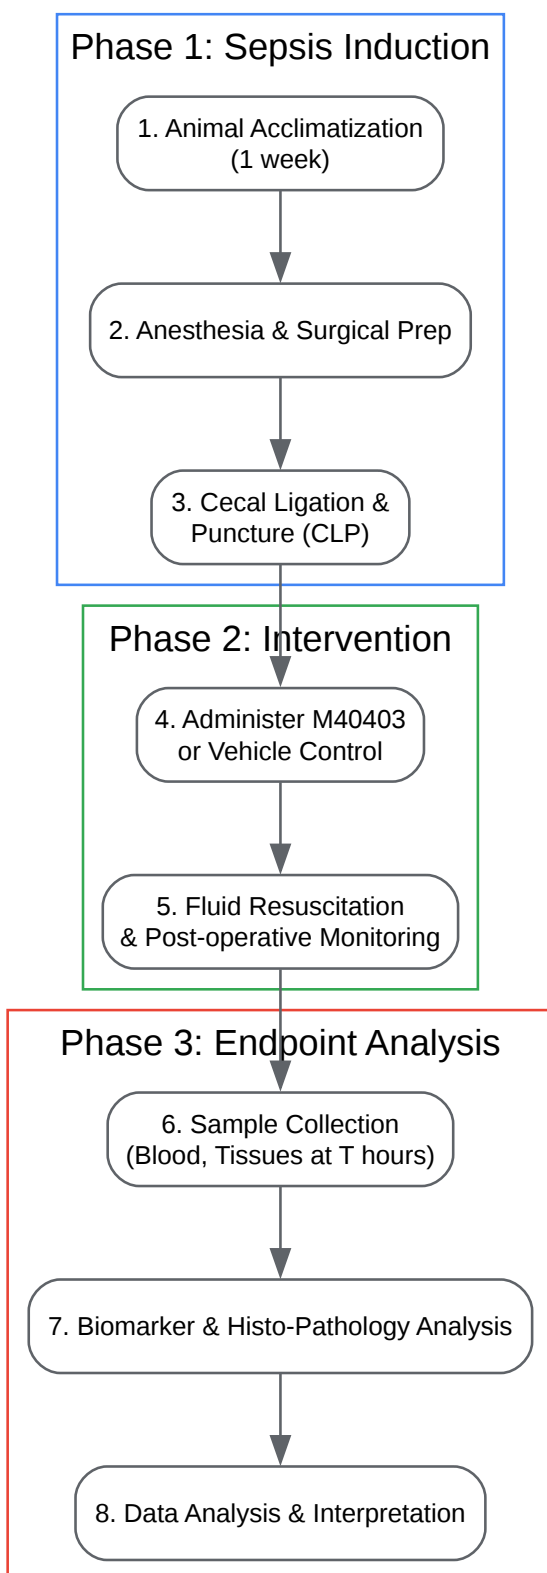 Phase 1: Sepsis Induction
1. Animal Acclimatization
(1 week)
2. Anesthesia & Surgical Prep
3. Cecal Ligation &
Puncture (CLP)
Phase 2: Intervention
4. Administer M40403
or Vehicle Control
5. Fluid Resuscitation
& Post-operative Monitoring
Phase 3: Endpoint Analysis
6. Sample Collection
(Blood, Tissues at T hours)
7. Biomarker & Histo-Pathology Analysis
8. Data Analysis & Interpretation